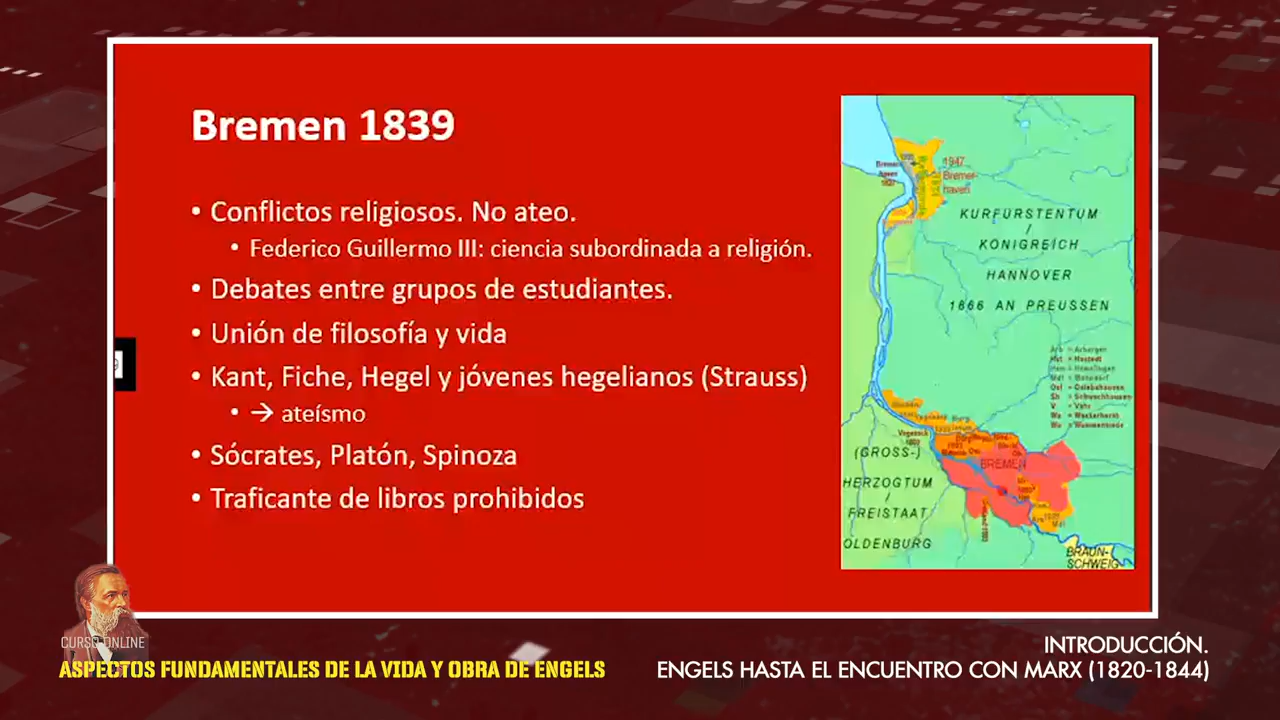 Bremen 1839
• Conflictos religiosos. No ateo.
• Federico Guillermo III: ciencia subordinada a religión.
• Debates entre grupos de estudiantes.
• Unión de filosofía y vida
• Kant, Fiche, Hegel y jóvenes hegelianos (Strauss)
• → ateísmo
• Sócrates, Platón, Spinoza
• Traficante de libros prohibidos
1947
Bremer-
haven
KURFÜRSTENTUM
/
KÖNIGREICH
HANNOVER
1866 AN PREUSSEN
BREMEN
(GROSS-)
HERZOGTUM
/
FREISTAAT
OLDENBURG
BRAUN-
SCHWEIG
CURSO ONLINE
ASPECTOS FUNDAMENTALES DE LA VIDA Y OBRA DE ENGELS
INTRODUCCIÓN.
ENGELS HASTA EL ENCUENTRO CON MARX (1820-1844)